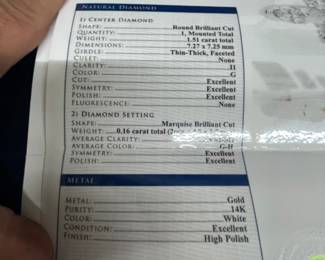 NATURAL DIAMOND
1) CENTER DIAMOND
SHAPE: Round Brilliant Cut
QUANTITY: 1, Mounted Total
WEIGHT: 1.51 carat total
DIMENSIONS: 7.27 x 7.25 mm
GIRDLE: Thin-Thick, Faceted
CULET: None
CLARITY: I1
COLOR: G
CUT: Excellent
SYMMETRY: Excellent
POLISH: Excellent
FLUORESCENCE: None
2) DIAMOND SETTING
SHAPE: Marquise Brilliant Cut
WEIGHT: 0.16 carat total
AVERAGE CLARITY:
AVERAGE COLOR: G-H
SYMMETRY: Excellent
POLISH: Excellent
METAL
METAL: Gold
PURITY: 14K
COLOR: White
CONDITION: Excellent
FINISH: High Polish